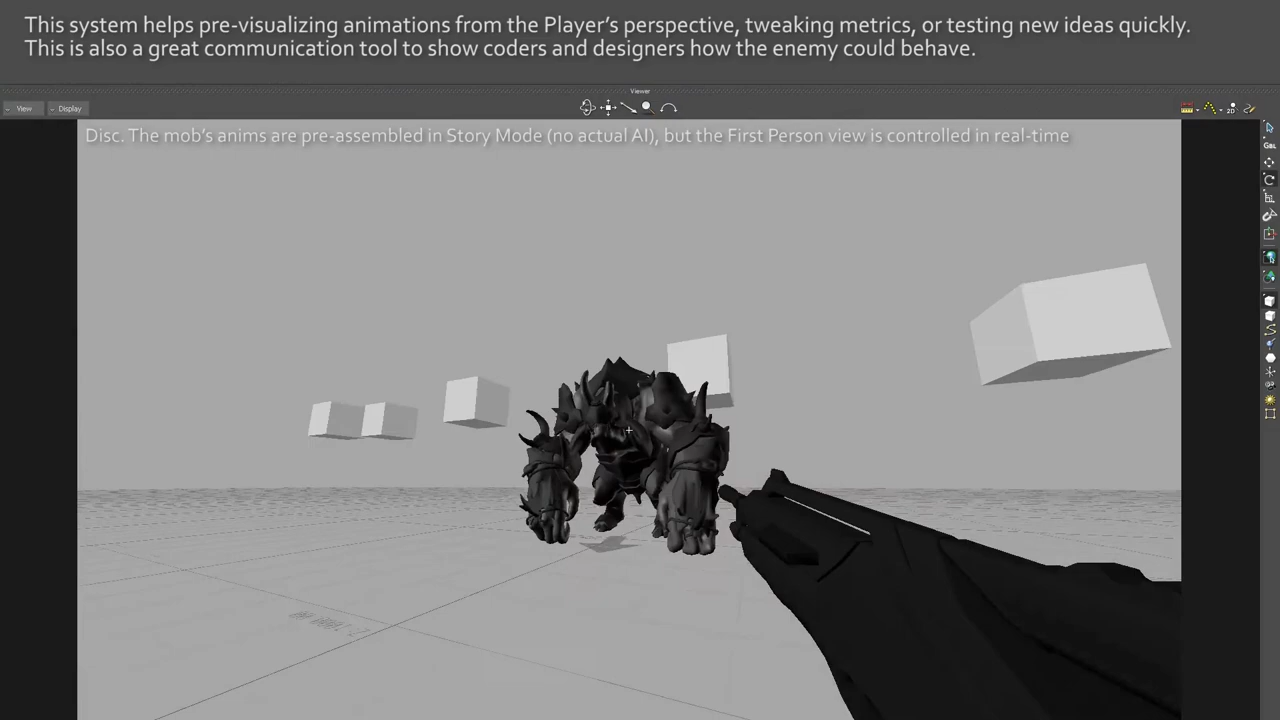 This system helps pre-visualizing animations from the Player's perspective, tweaking metrics, or testing new ideas quickly.
This is also a great communication tool to show coders and designers how the enemy could behave.
Viewer
View
Display
2D
Disc. The mob's anims are pre-assembled in Story Mode (no actual AI), but the First Person view is controlled in real-time
GBL